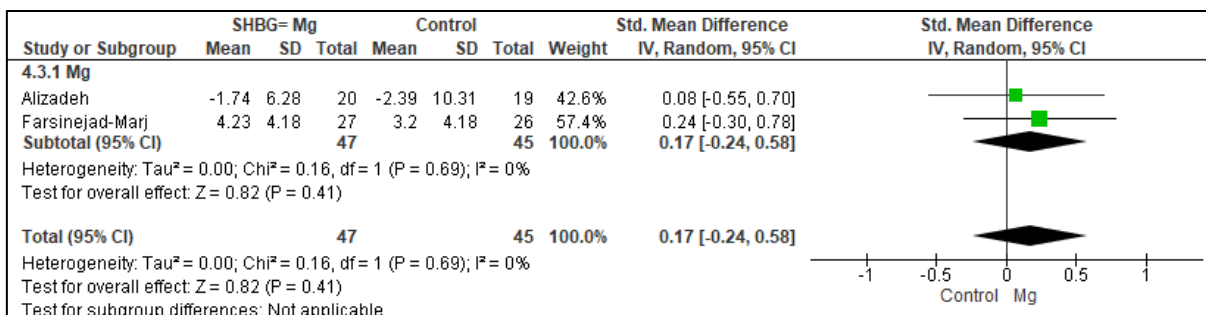 SHBG= Mg Control Std. Mean Difference Std. Mean Difference
Study or Subgroup Mean SD Total Mean SD Total Weight IV, Random, 95% CI IV, Random, 95% CI
4.3.1 Mg
Alizadeh -1.74 6.28 20 -2.39 10.31 19 42.6% 0.08 [-0.55, 0.70]
Farsinejad-Marj 4.23 4.18 27 3.2 4.18 26 57.4% 0.24 [-0.30, 0.78]
Subtotal (95% CI) 47 45 100.0% 0.17 [-0.24, 0.58]
Heterogeneity: Tau² = 0.00; Chi² = 0.16, df = 1 (P = 0.69); I² = 0%
Test for overall effect: Z = 0.82 (P = 0.41)
Total (95% CI) 47 45 100.0% 0.17 [-0.24, 0.58]
Heterogeneity: Tau² = 0.00; Chi² = 0.16, df = 1 (P = 0.69); I² = 0%
Test for overall effect: Z = 0.82 (P = 0.41)
Test for subgroup differences: Not applicable
-1 -0.5 0 0.5 1
Control Mg